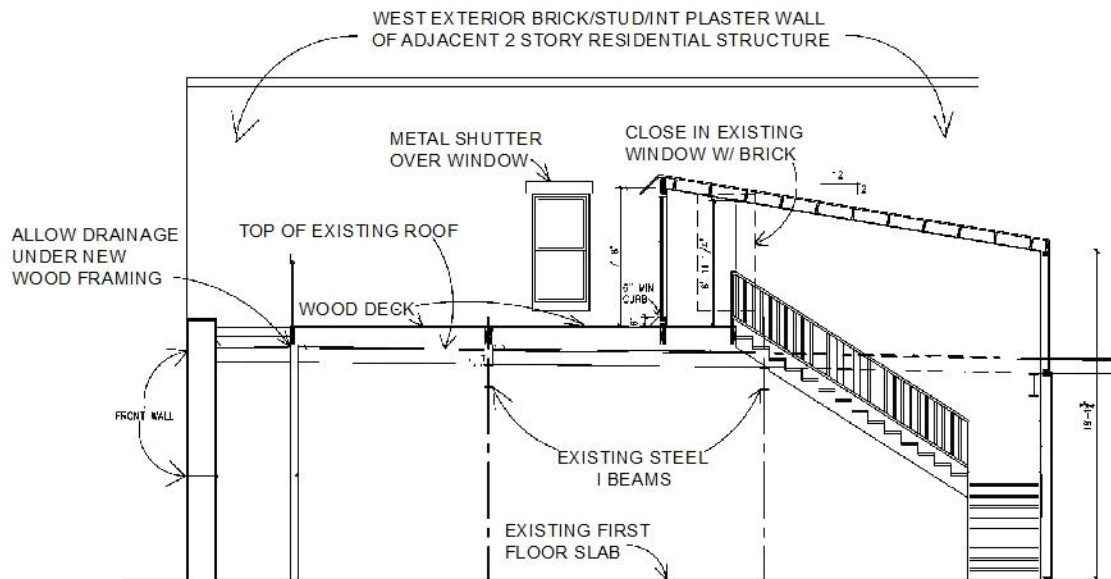 WEST EXTERIOR BRICK/STUD/INT PLASTER WALL
OF ADJACENT 2 STORY RESIDENTIAL STRUCTURE
METAL SHUTTER
OVER WINDOW
CLOSE IN EXISTING
WINDOW W/ BRICK
12
2
ALLOW DRAINAGE
UNDER NEW
WOOD FRAMING
TOP OF EXISTING ROOF
WOOD DECK
MIN
CURB
6"
FRONT WALL
EXISTING STEEL
I BEAMS
EXISTING FIRST
FLOOR SLAB